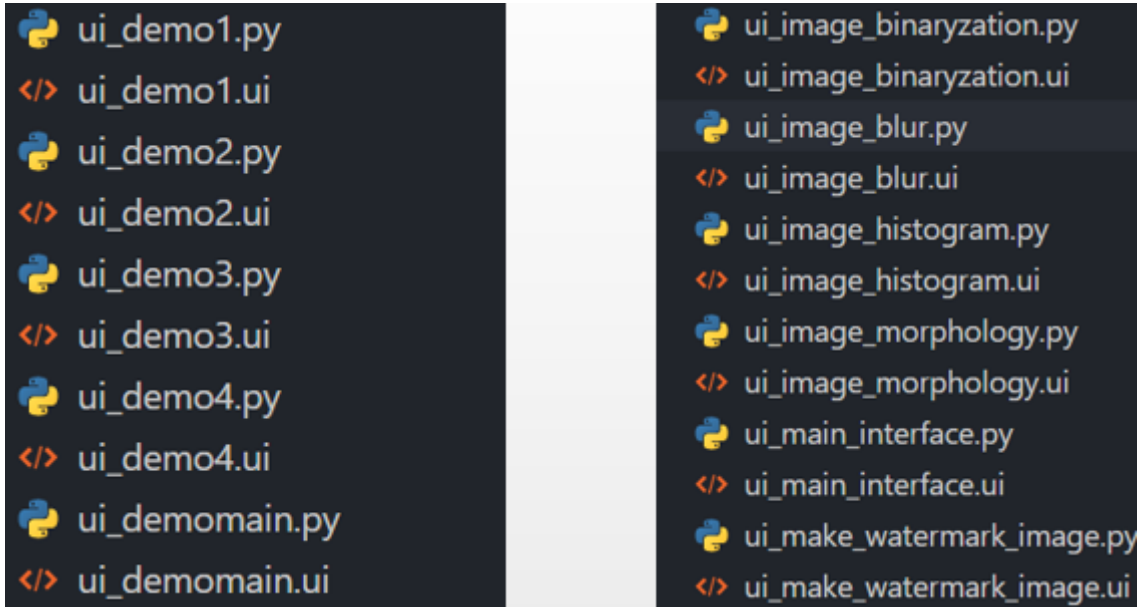 ui_demo1.py
ui_demo1.ui
ui_demo2.py
ui_demo2.ui
ui_demo3.py
ui_demo3.ui
ui_demo4.py
ui_demo4.ui
ui_demomain.py
ui_demomain.ui
ui_image_binaryzation.py
ui_image_binaryzation.ui
ui_image_blur.py
ui_image_blur.ui
ui_image_histogram.py
ui_image_histogram.ui
ui_image_morphology.py
ui_image_morphology.ui
ui_main_interface.py
ui_main_interface.ui
ui_make_watermark_image.py
ui_make_watermark_image.ui